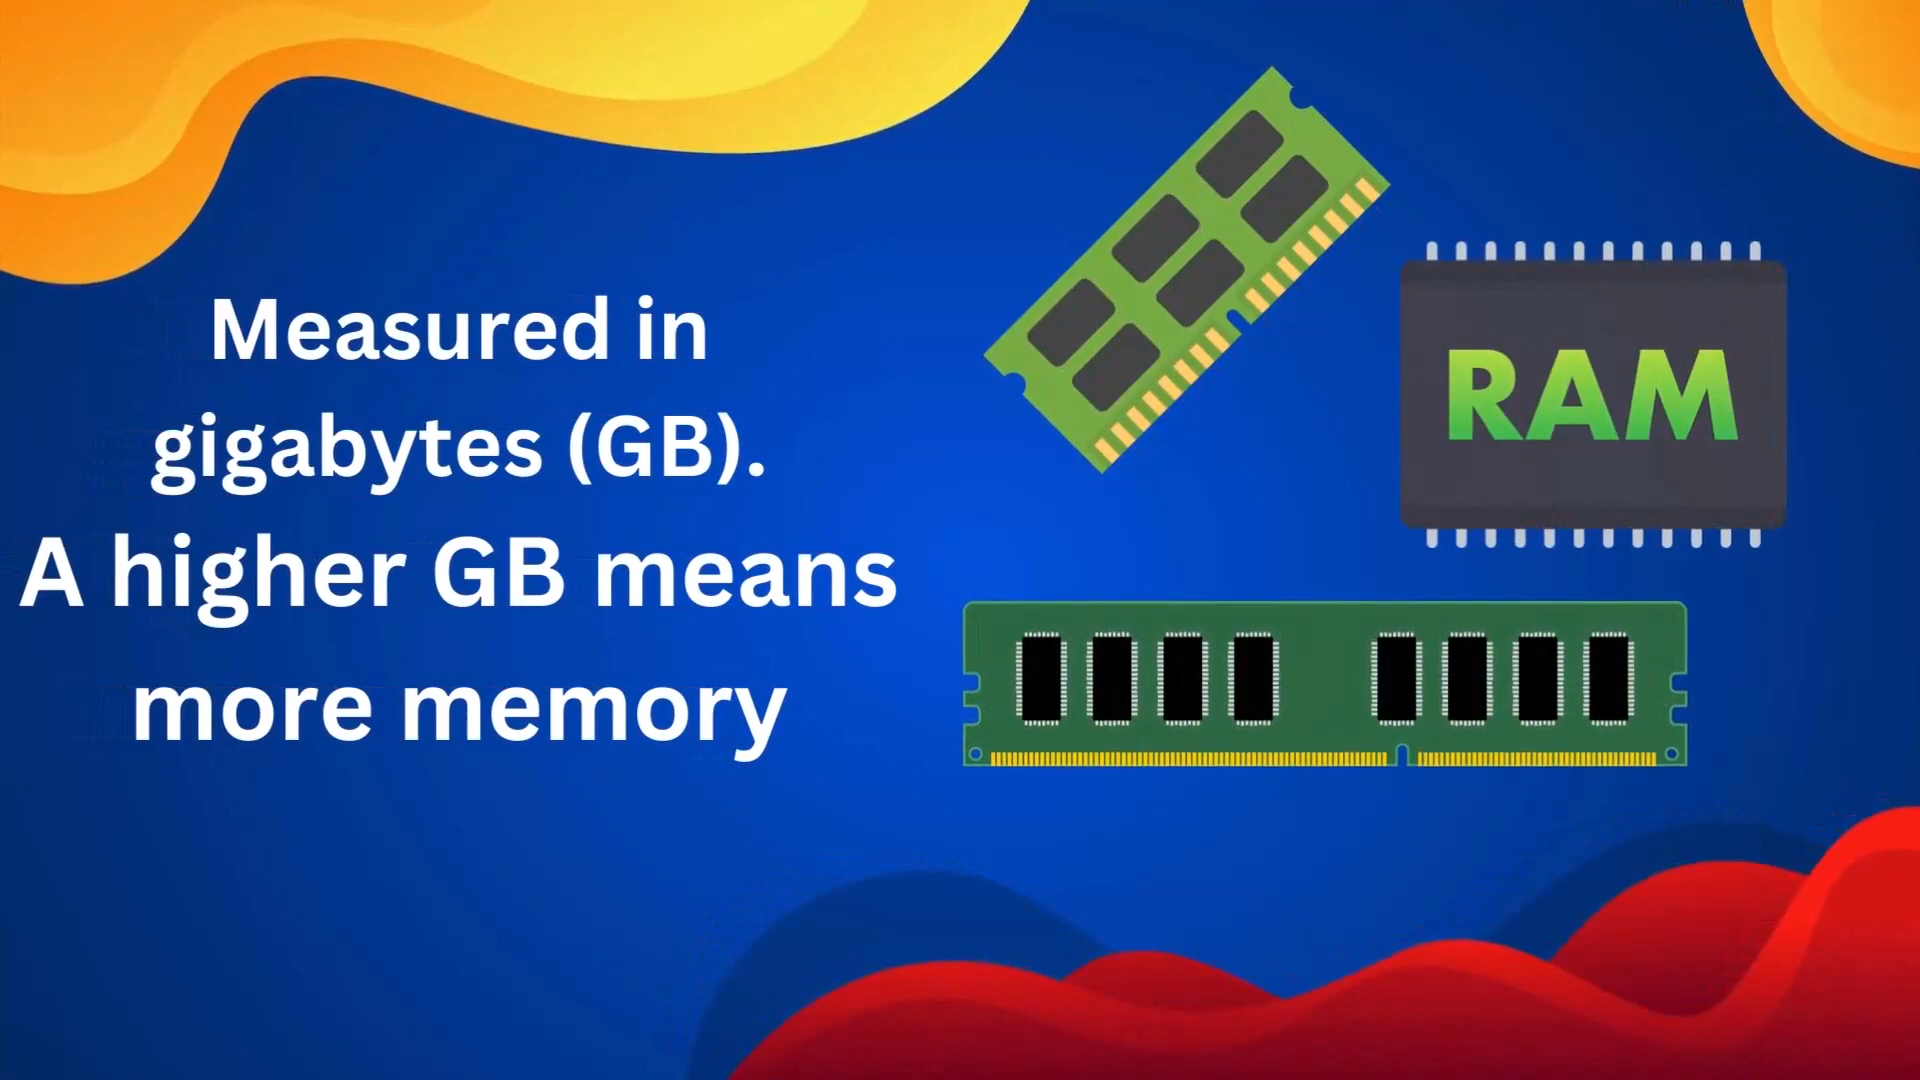 Measured in
gigabytes (GB).
A higher GB means
more memory
RAM